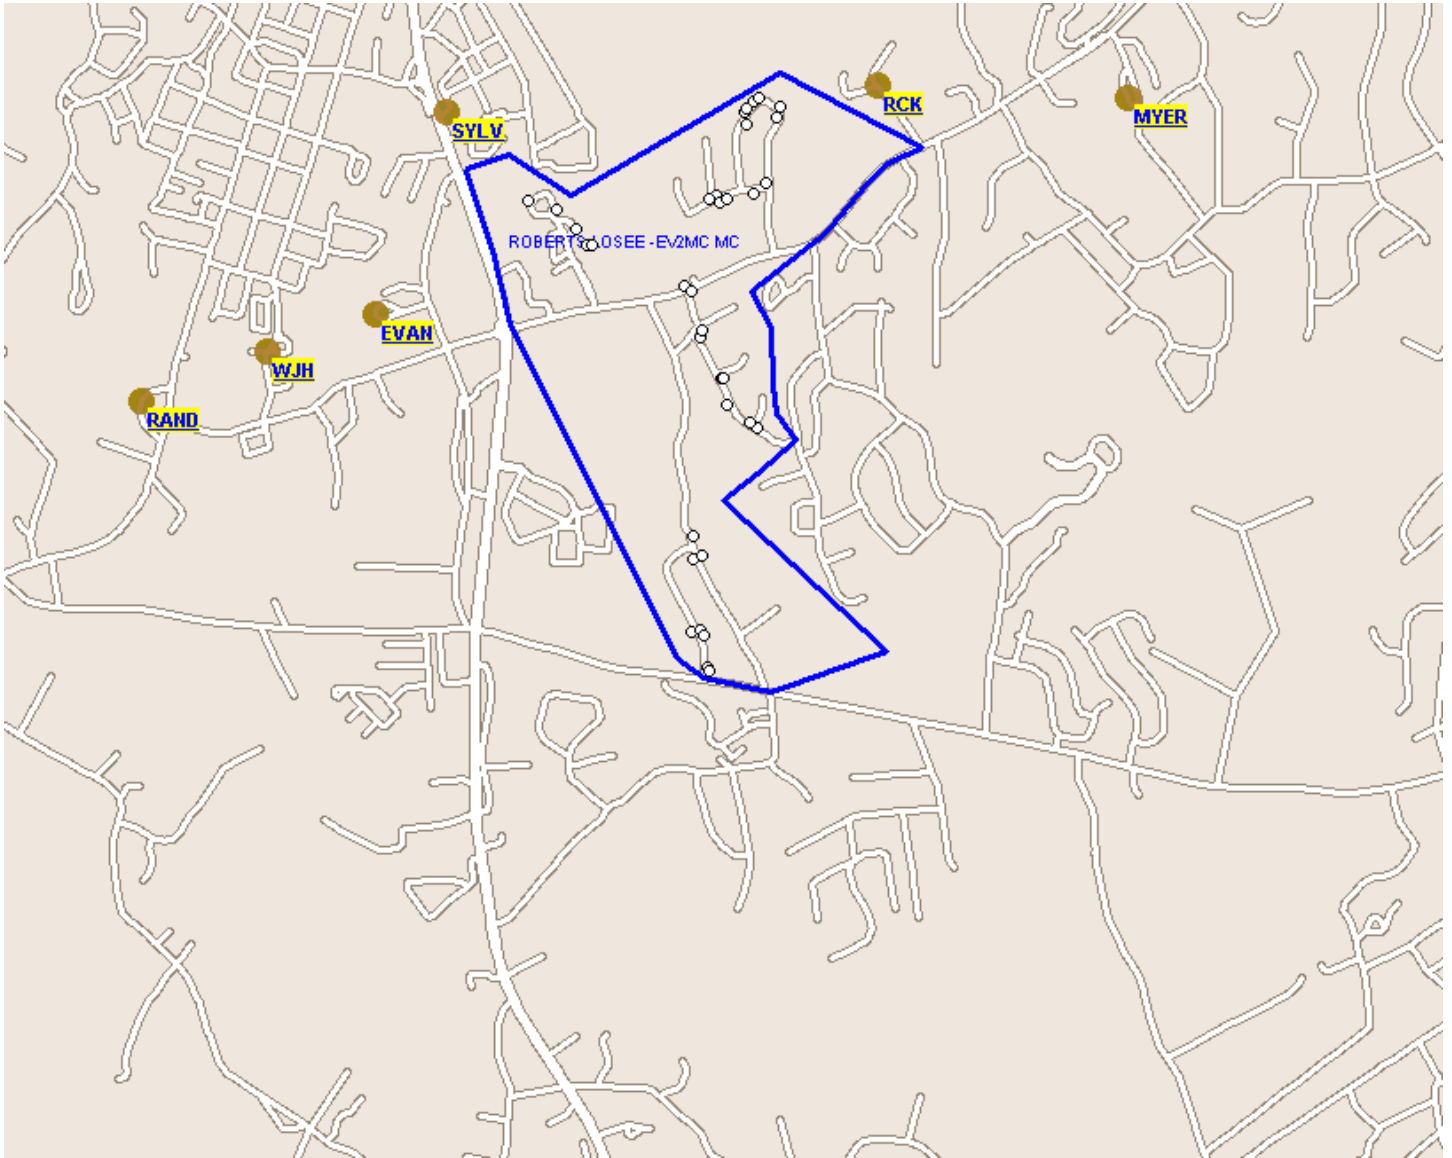 RCK
MYER
SYLV
ROBERTS LOSEE -EV2MC MC
EVAN
WJH
RAND